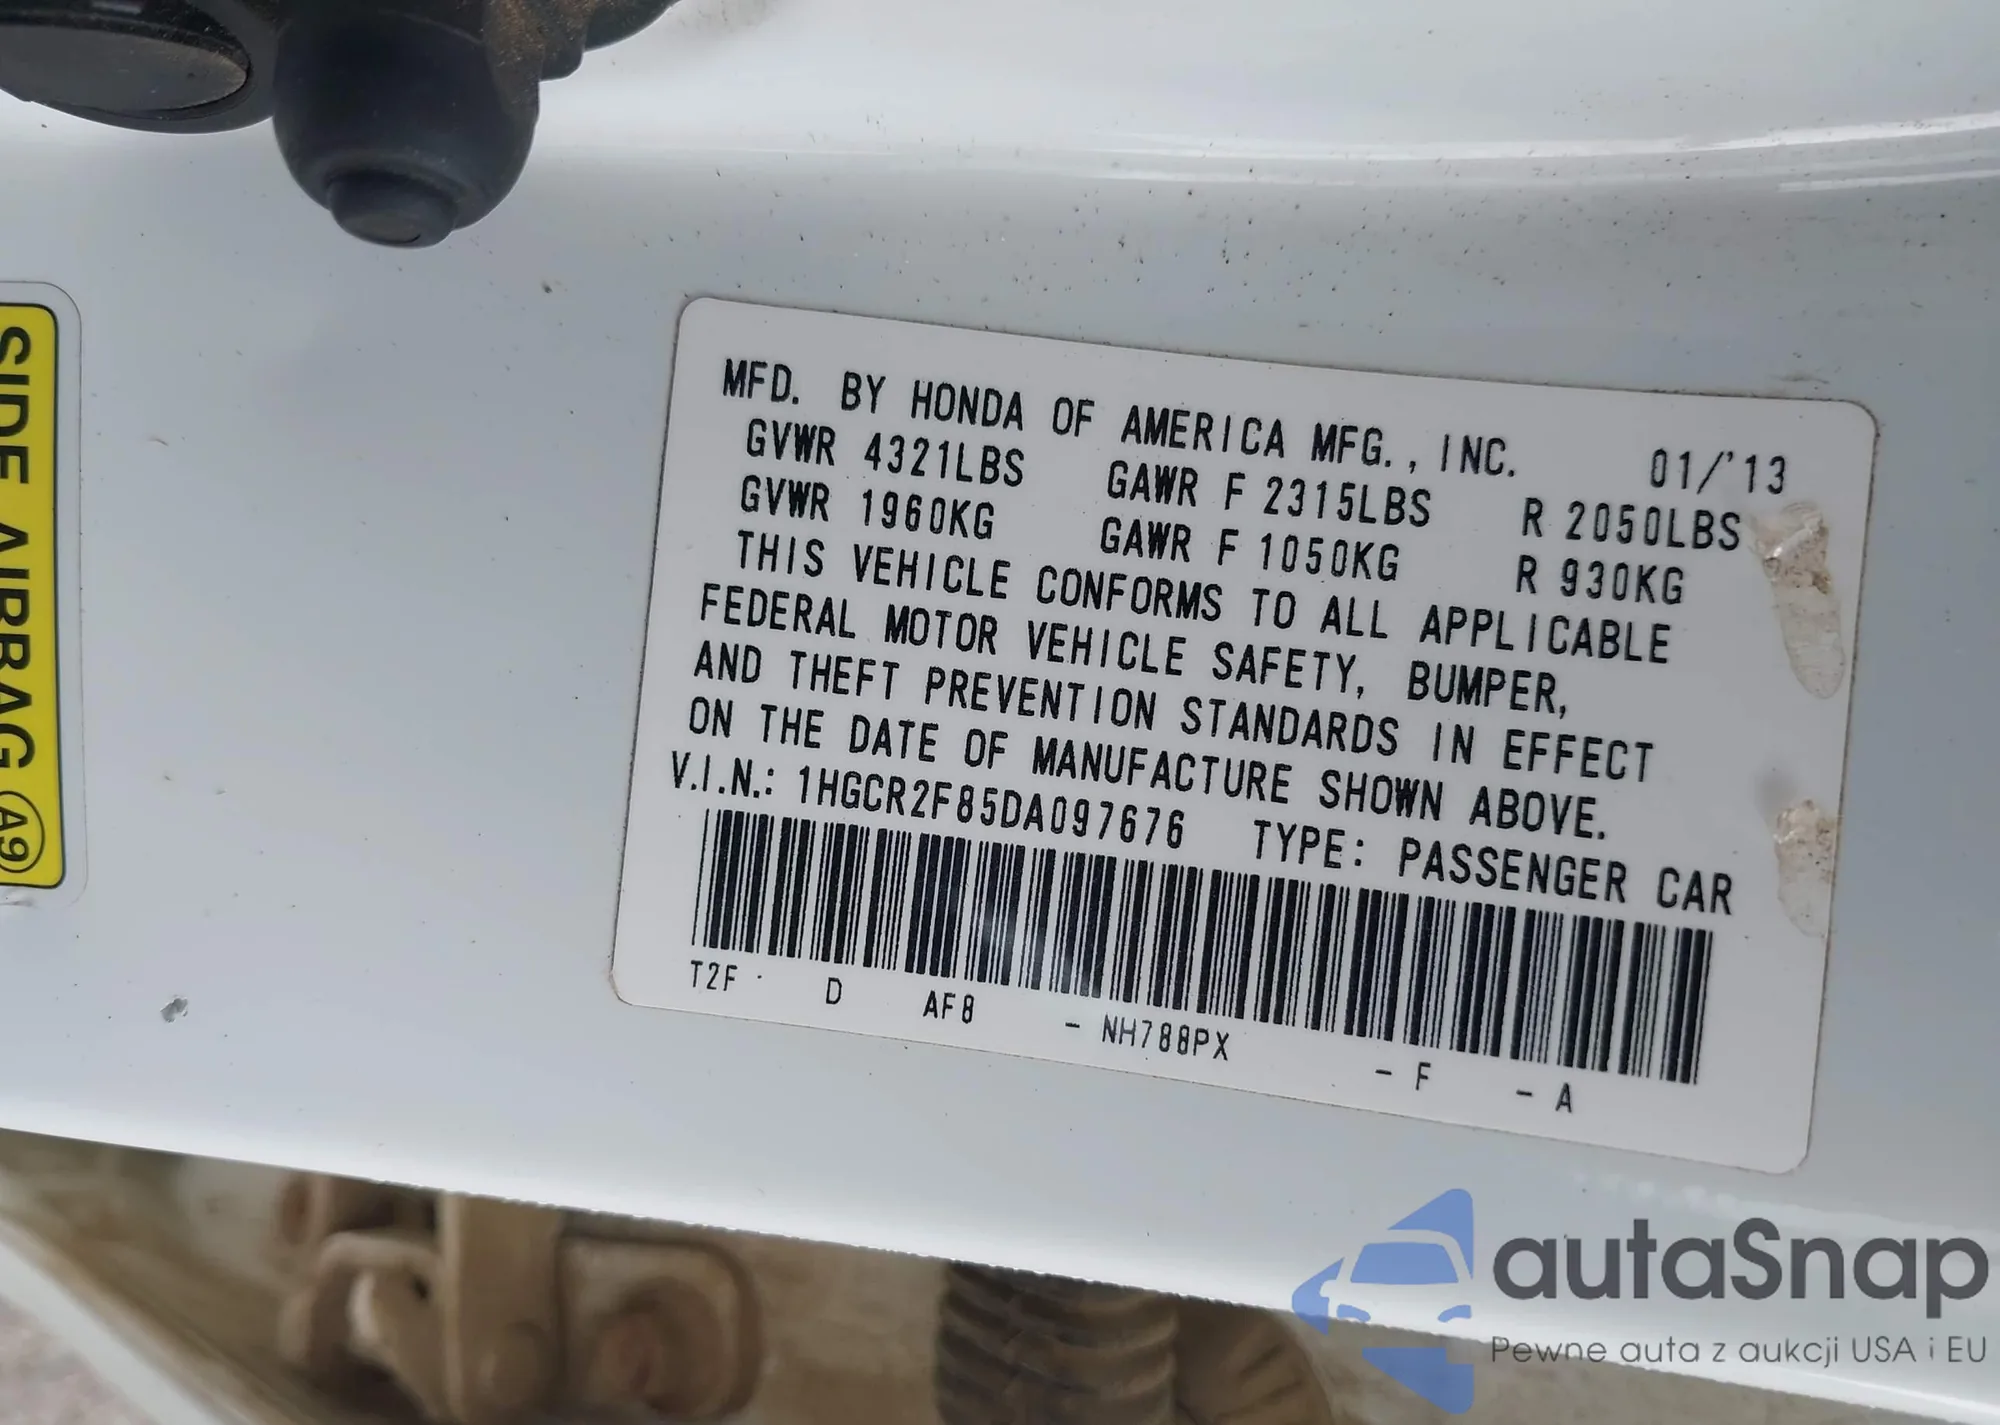 SIDE AIRBAG A9
MFD. BY HONDA OF AMERICA MFG., INC. 01/'13
GVWR 4321LBS GAWR F 2315LBS R 2050LBS
GVWR 1960KG GAWR F 1050KG R 930KG
THIS VEHICLE CONFORMS TO ALL APPLICABLE
FEDERAL MOTOR VEHICLE SAFETY, BUMPER,
AND THEFT PREVENTION STANDARDS IN EFFECT
ON THE DATE OF MANUFACTURE SHOWN ABOVE.
V.I.N.: 1HGCR2F85DA097676 TYPE: PASSENGER CAR
T2F D AF8 - NH788PX - F - A
autaSnap
Pewne auta z aukcji USA i EU